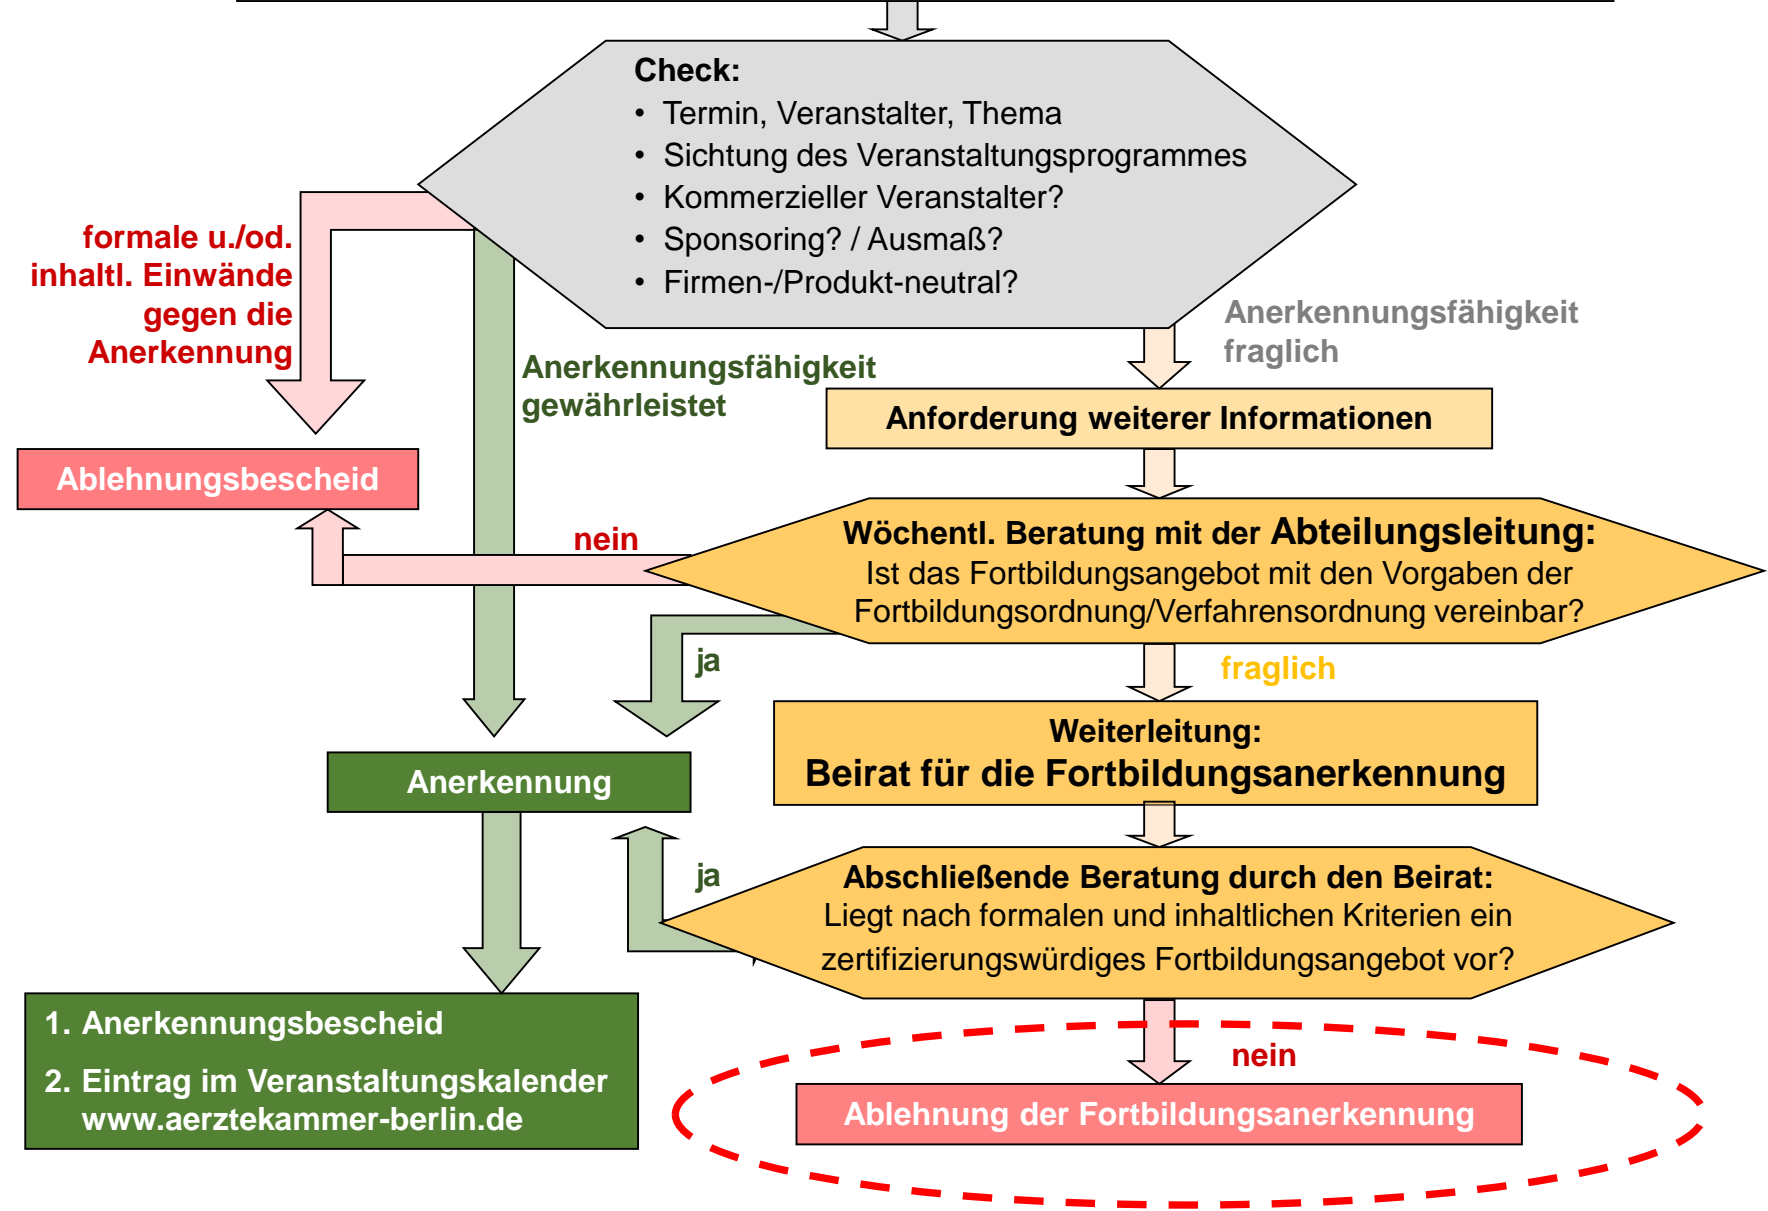 Check:
• Termin, Veranstalter, Thema
• Sichtung des Veranstaltungsprogrammes
• Kommerzieller Veranstalter?
• Sponsoring? / Ausmaß?
• Firmen-/Produkt-neutral?
formale u./od.
inhaltl. Einwände
gegen die
Anerkennung
Anerkennungsfähigkeit
fraglich
Anerkennungsfähigkeit
gewährleistet
Anforderung weiterer Informationen
Ablehnungsbescheid
nein
Wöchentl. Beratung mit der Abteilungsleitung:
Ist das Fortbildungsangebot mit den Vorgaben der
Fortbildungsordnung/Verfahrensordnung vereinbar?
ja
fraglich
Weiterleitung:
Beirat für die Fortbildungsanerkennung
Anerkennung
ja
Abschließende Beratung durch den Beirat:
Liegt nach formalen und inhaltlichen Kriterien ein
zertifizierungswürdiges Fortbildungsangebot vor?
1. Anerkennungsbescheid
2. Eintrag im Veranstaltungskalender
www.aerztekammer-berlin.de
nein
Ablehnung der Fortbildungsanerkennung